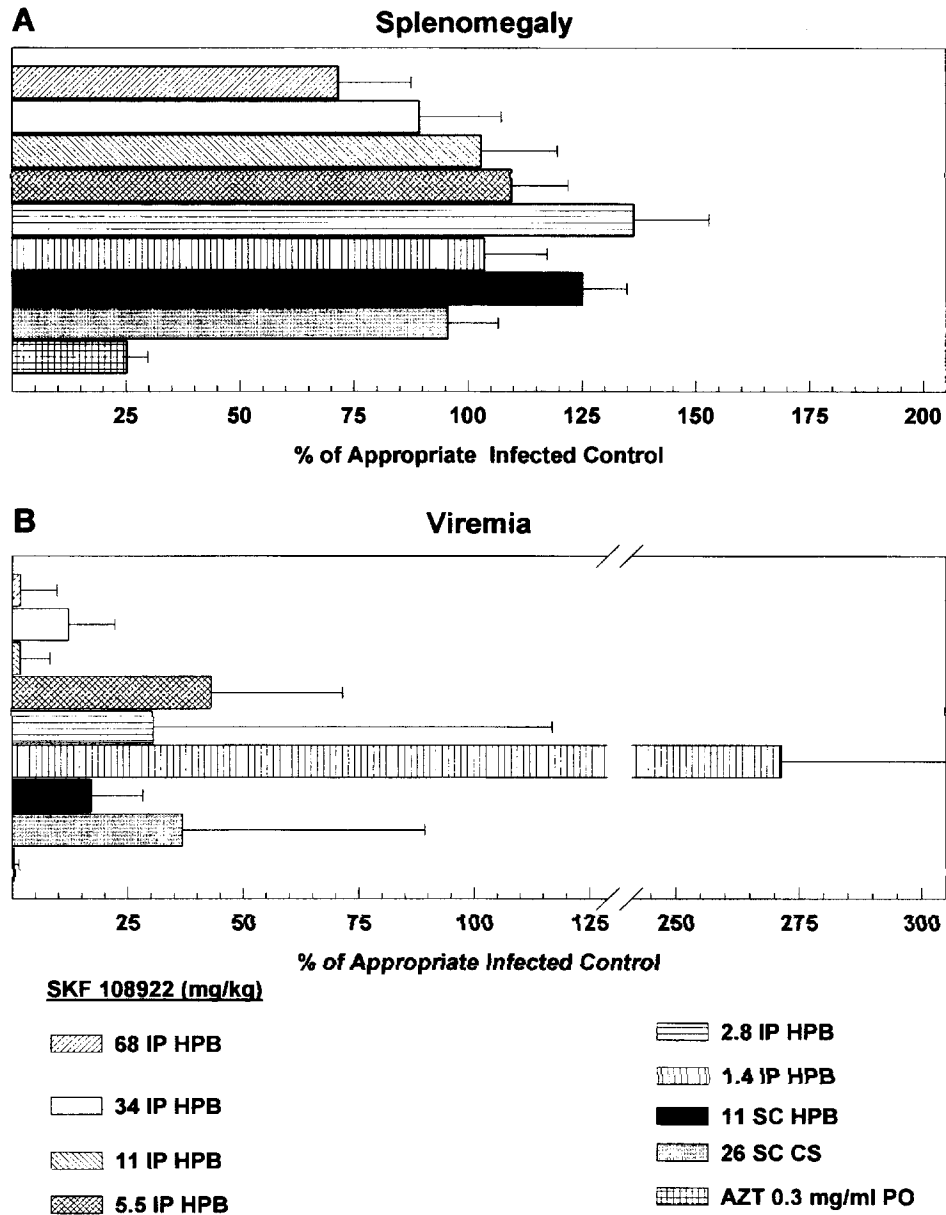 A
Splenomegaly
25 50 75 100 125 150 175 200
% of Appropriate Infected Control
B
Viremia
25 50 75 100 125 250 275 300
% of Appropriate Infected Control
SKF 108922 (mg/kg)
68 IP HPB
34 IP HPB
11 IP HPB
5.5 IP HPB
2.8 IP HPB
1.4 IP HPB
11 SC HPB
26 SC CS
AZT 0.3 mg/ml PO